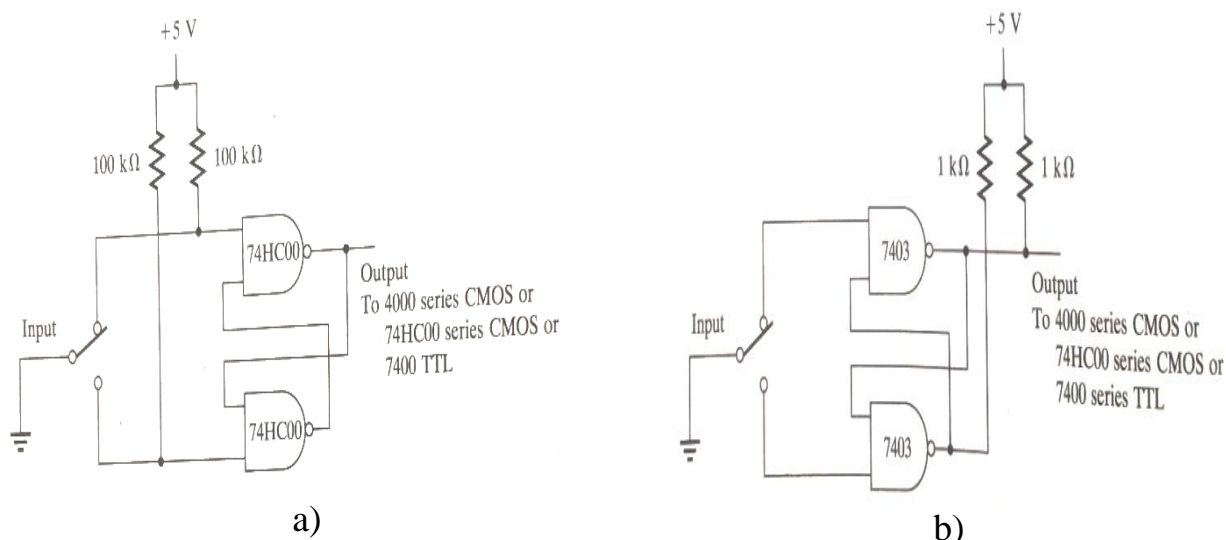 +5 V
100 kΩ
100 kΩ
74HC00
Output
To 4000 series CMOS or
74HC00 series CMOS or
7400 TTL
Input
74HC00
a)
+5 V
1 kΩ
1 kΩ
7403
Output
To 4000 series CMOS or
74HC00 series CMOS or
7400 series TTL
Input
7403
b)